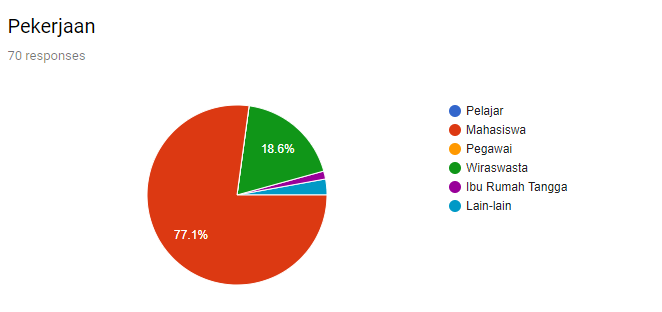 Pekerjaan
70 responses
18.6%
77.1%
Pelajar
Mahasiswa
Pegawai
Wiraswasta
Ibu Rumah Tangga
Lain-lain